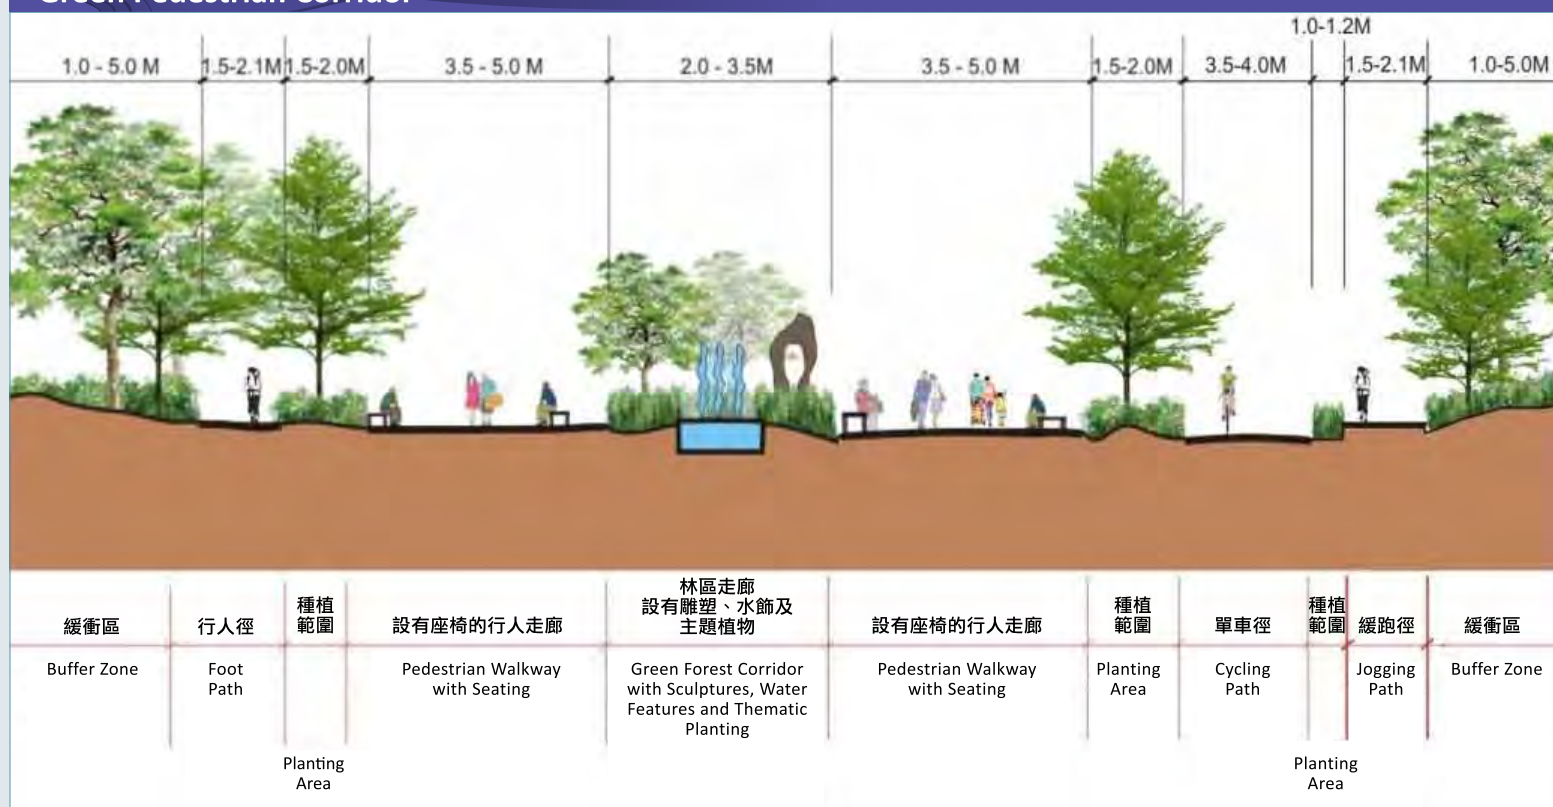 Green Pedestrian Corridor
1.0-1.2M
1.0 - 5.0 M
1.5-2.1M
1.5-2.0M
3.5 - 5.0 M
2.0 - 3.5M
3.5 - 5.0 M
1.5-2.0M
3.5-4.0M
1.5-2.1M
1.0-5.0M
緩衝區
行人徑
種植
範圍
設有座椅的行人走廊
林區走廊
設有雕塑、水飾及
主題植物
設有座椅的行人走廊
種植
範圍
單車徑
種植
範圍
緩跑徑
緩衝區
Buffer Zone
Foot
Path
Planting
Area
Pedestrian Walkway
with Seating
Green Forest Corridor
with Sculptures, Water
Features and Thematic
Planting
Pedestrian Walkway
with Seating
Planting
Area
Cycling
Path
Planting
Area
Jogging
Path
Buffer Zone